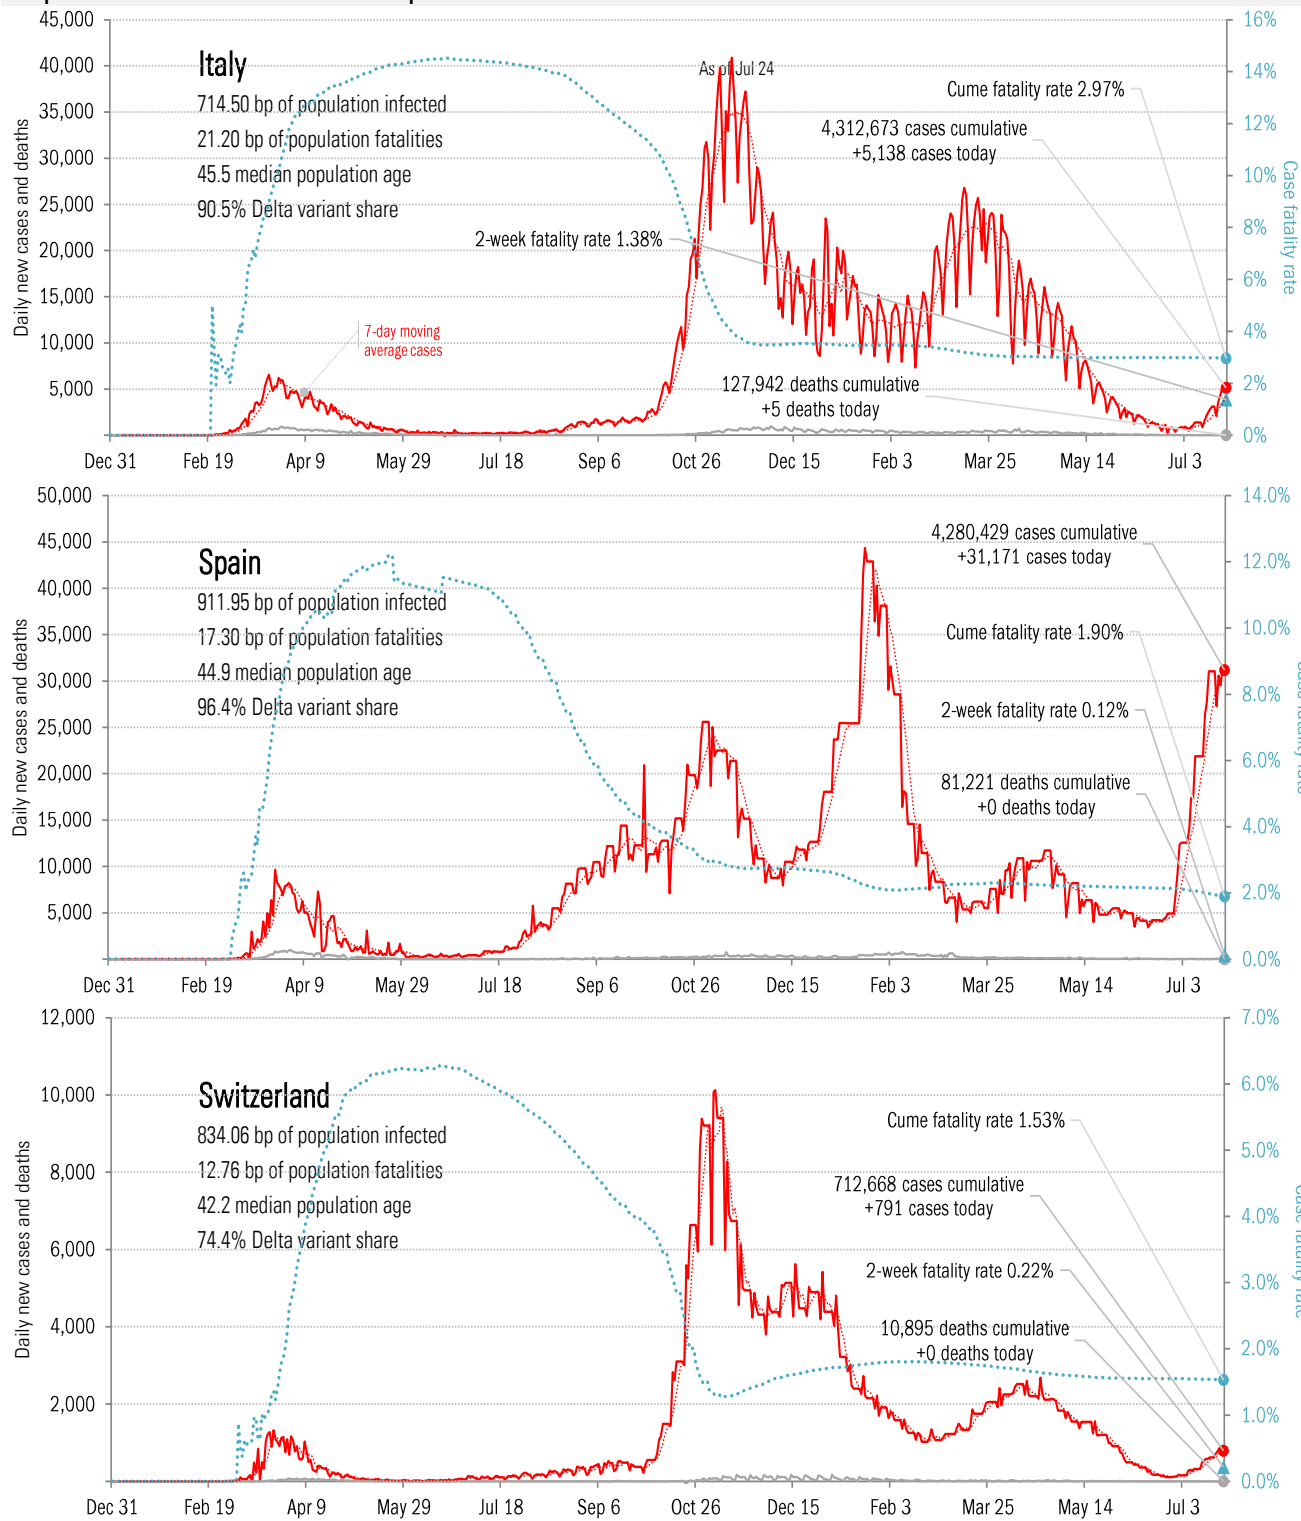 45,000
40,000
35,000
30,000
25,000
20,000
15,000
10,000
5,000
Daily new cases and deaths
16%
14%
12%
10%
8%
6%
4%
2%
0%
Case fatality rate
Italy
714.50 bp of population infected
21.20 bp of population fatalities
45.5 median population age
90.5% Delta variant share
As of Jul 24
Cume fatality rate 2.97%
4,312,673 cases cumulative
+5,138 cases today
2-week fatality rate 1.38%
7-day moving
average cases
127,942 deaths cumulative
+5 deaths today
Dec 31 Feb 19 Apr 9 May 29 Jul 18 Sep 6 Oct 26 Dec 15 Feb 3 Mar 25 May 14 Jul 3
50,000
45,000
40,000
35,000
30,000
25,000
20,000
15,000
10,000
5,000
Daily new cases and deaths
14.0%
12.0%
10.0%
8.0%
6.0%
4.0%
2.0%
0.0%
Spain
911.95 bp of population infected
17.30 bp of population fatalities
44.9 median population age
96.4% Delta variant share
4,280,429 cases cumulative
+31,171 cases today
Cume fatality rate 1.90%
2-week fatality rate 0.12%
81,221 deaths cumulative
+0 deaths today
Dec 31 Feb 19 Apr 9 May 29 Jul 18 Sep 6 Oct 26 Dec 15 Feb 3 Mar 25 May 14 Jul 3
12,000
10,000
8,000
6,000
4,000
2,000
Daily new cases and deaths
7.0%
6.0%
5.0%
4.0%
3.0%
2.0%
1.0%
0.0%
Switzerland
834.06 bp of population infected
12.76 bp of population fatalities
42.2 median population age
74.4% Delta variant share
Cume fatality rate 1.53%
712,668 cases cumulative
+791 cases today
2-week fatality rate 0.22%
10,895 deaths cumulative
+0 deaths today
Dec 31 Feb 19 Apr 9 May 29 Jul 18 Sep 6 Oct 26 Dec 15 Feb 3 Mar 25 May 14 Jul 3